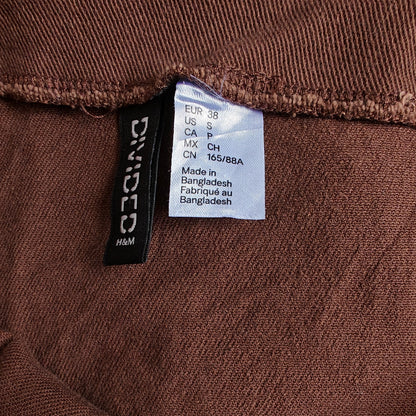 DIVIDED
H&M
EUR 38
US S
CA P
MX CH
CN 165/88A
Made in
Bangladesh
Fabriqué au
Bangladesh